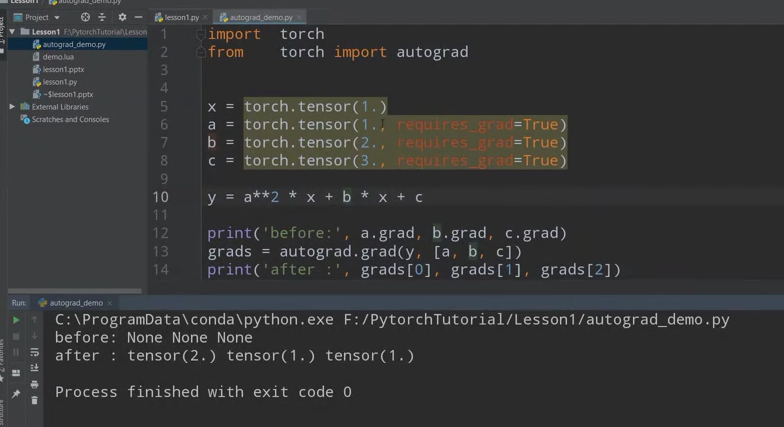 Lesson1
autograd_demo.py
Project
lesson1.py
autograd_demo.py
1: Project
Lesson1 F:\PytorchTutorial\Lesson1
autograd_demo.py
demo.lua
lesson1.pptx
lesson1.py
~$lesson1.pptx
External Libraries
Scratches and Consoles
1 import torch
2 from torch import autograd
3
4
5 x = torch.tensor(1.)
6 a = torch.tensor(1., requires_grad=True)
7 b = torch.tensor(2., requires_grad=True)
8 c = torch.tensor(3., requires_grad=True)
9
10 y = a**2 * x + b * x + c
11
12 print('before:', a.grad, b.grad, c.grad)
13 grads = autograd.grad(y, [a, b, c])
14 print('after :', grads[0], grads[1], grads[2])
Run: autograd_demo
C:\ProgramData\conda\python.exe F:/PytorchTutorial/Lesson1/autograd_demo.py
before: None None None
after : tensor(2.) tensor(1.) tensor(1.)
Process finished with exit code 0
2: Favorites